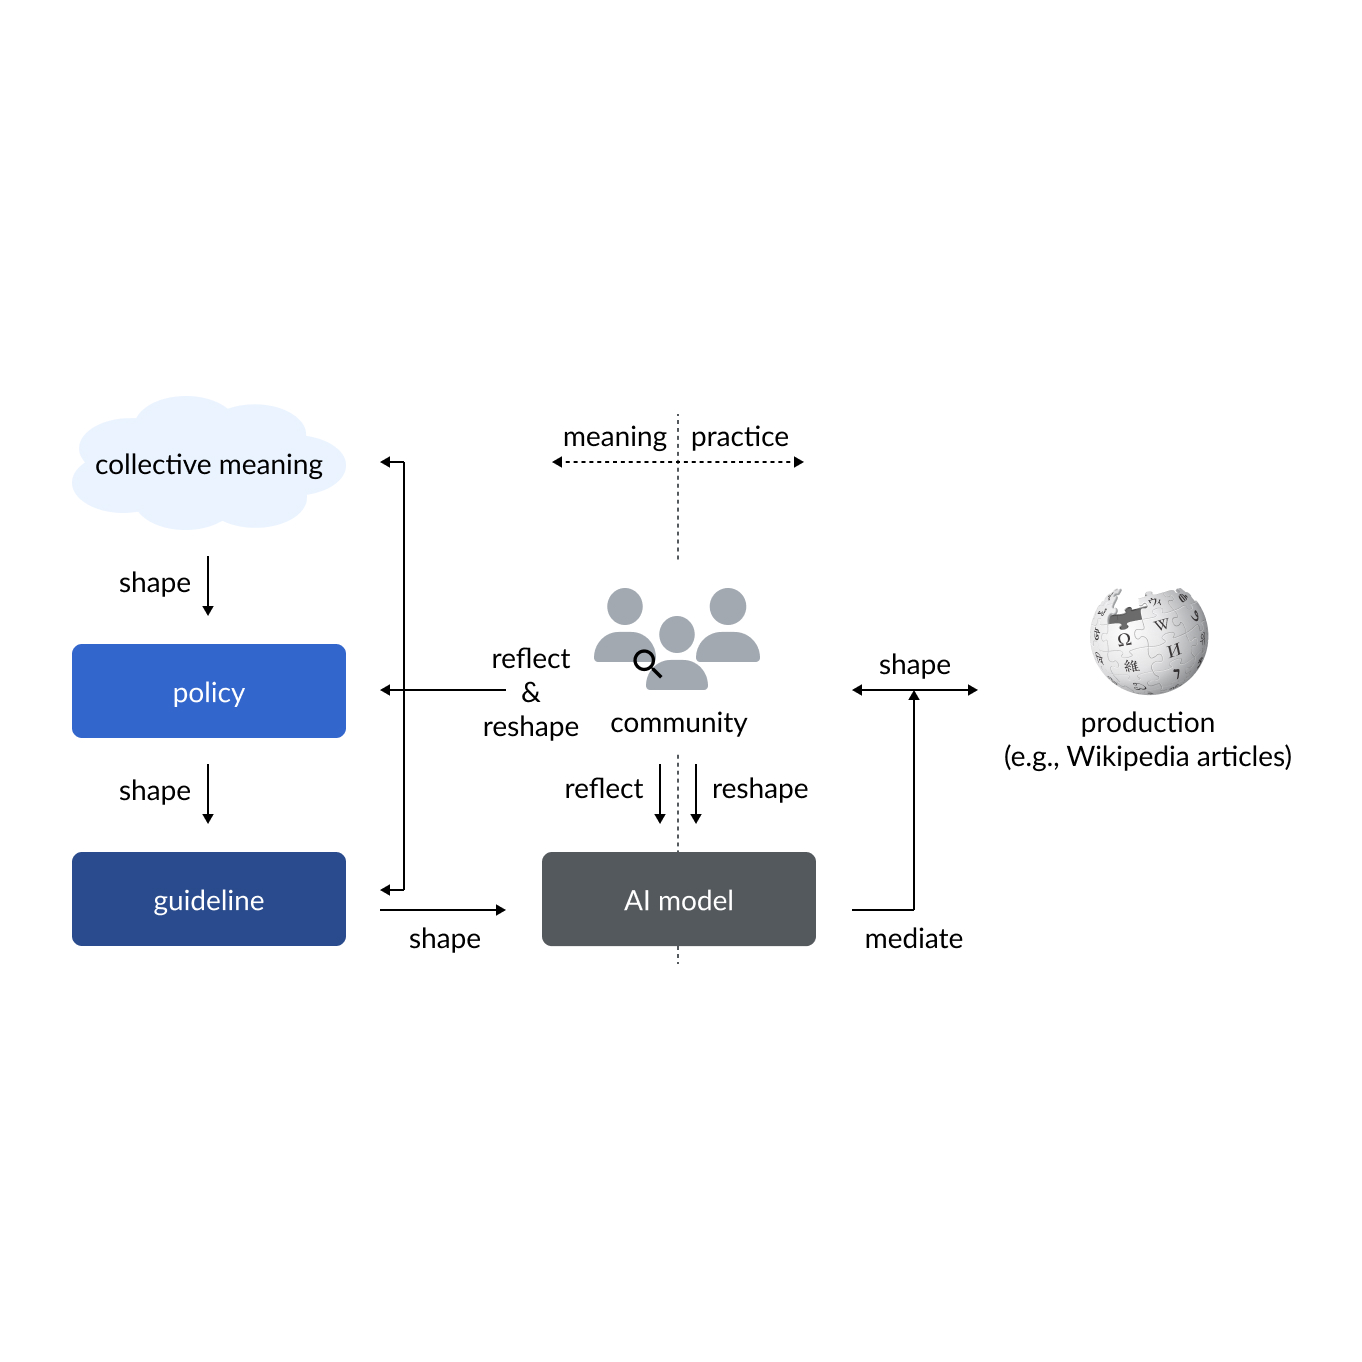 collective meaning
shape
policy
shape
guideline
shape
meaning
practice
reflect
&
reshape
community
reflect
reshape
AI model
shape
mediate
Ω
W
И
維
production
(e.g., Wikipedia articles)